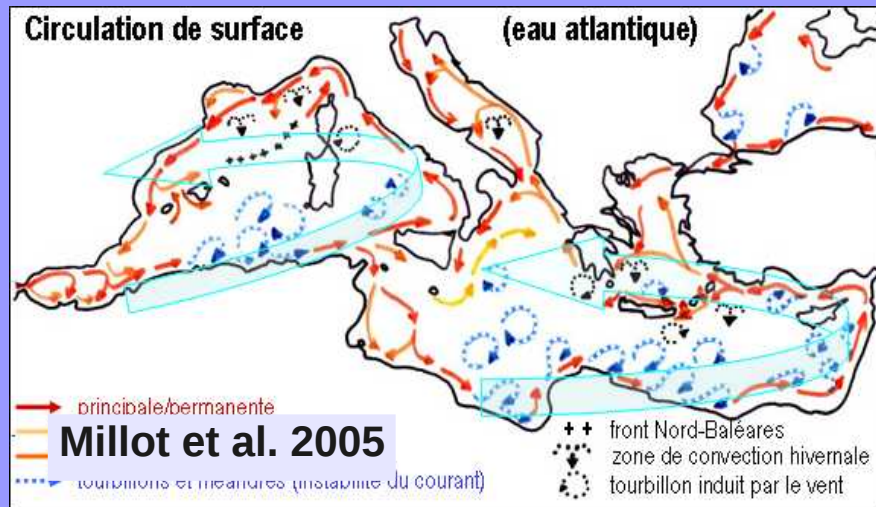 Circulation de surface (eau atlantique)
principale/permanente
Millot et al. 2005
tourbillons et méandres (instabilité du courant)
front Nord-Baléares
zone de convection hivernale
tourbillon induit par le vent